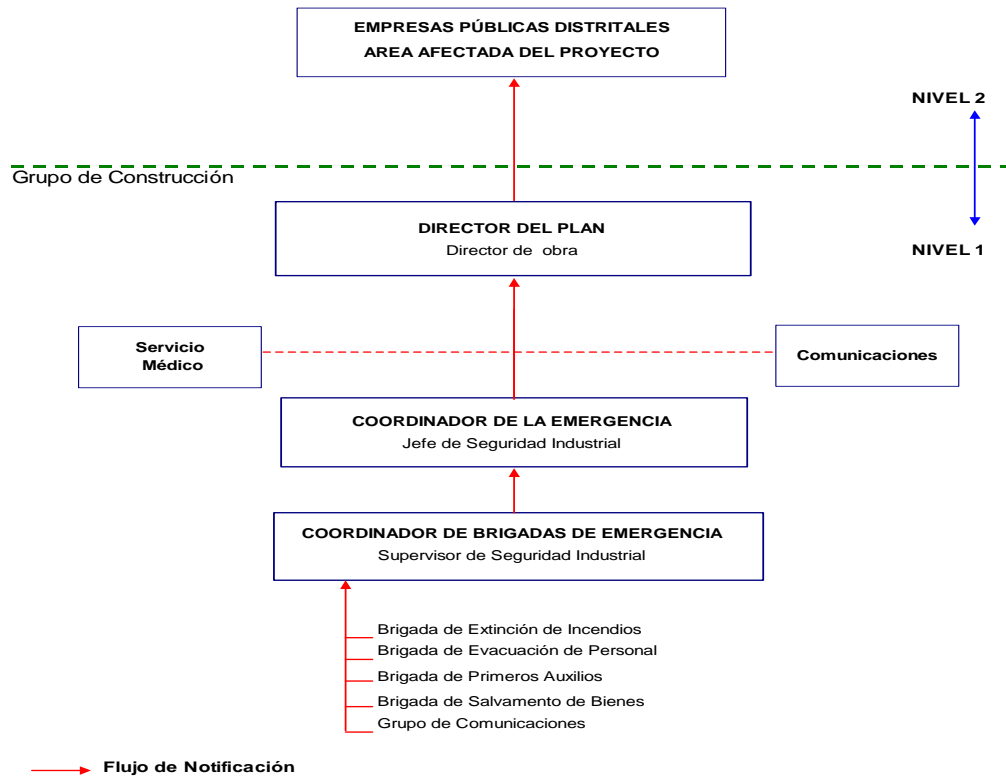 EMPRESAS PÚBLICAS DISTRITALES
AREA AFECTADA DEL PROYECTO
NIVEL 2
Grupo de Construcción
DIRECTOR DEL PLAN
Director de obra
NIVEL 1
Servicio
Médico
Comunicaciones
COORDINADOR DE LA EMERGENCIA
Jefe de Seguridad Industrial
COORDINADOR DE BRIGADAS DE EMERGENCIA
Supervisor de Seguridad Industrial
Brigada de Extinción de Incendios
Brigada de Evacuación de Personal
Brigada de Primeros Auxilios
Brigada de Salvamento de Bienes
Grupo de Comunicaciones
Flujo de Notificación